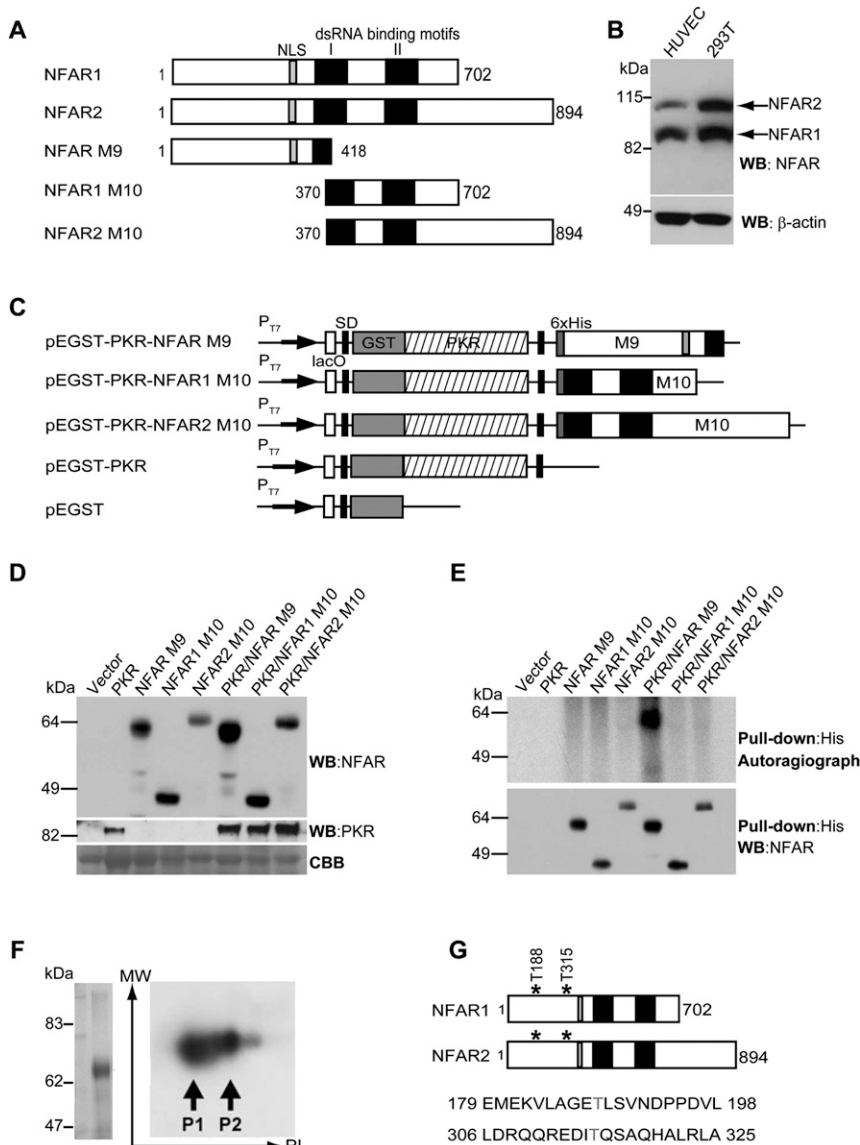 A
dsRNA binding motifs
NLS I II
NFAR1 1 702
NFAR2 1 894
NFAR M9 1 418
NFAR1 M10 370 702
NFAR2 M10 370 894
B
HUVEC 293T
kDa
115 NFAR2
NFAR1
82
WB: NFAR
49
WB: β-actin
C
PT7 SD 6xHis
pEGST-PKR-NFAR M9 GST PKR M9
lacO
PT7
pEGST-PKR-NFAR1 M10 M10
PT7
pEGST-PKR-NFAR2 M10 M10
PT7
pEGST-PKR
PT7
pEGST
D
Vector PKR NFAR M9 NFAR1 M10 NFAR2 M10 PKR/NFAR M9 PKR/NFAR1 M10 PKR/NFAR2 M10
kDa
64
WB:NFAR
49
82 WB:PKR
CBB
E
Vector PKR NFAR M9 NFAR1 M10 NFAR2 M10 PKR/NFAR M9 PKR/NFAR1 M10 PKR/NFAR2 M10
kDa
64
Pull-down:His
49 Autoragiograph
64 Pull-down:His
WB:NFAR
49
F
kDa MW
83
62
P1 P2
47
PI
G
T188 T315
* *
NFAR1 1 702
* *
NFAR2 1 894
179 EMEKVLAGETLSVNDPPDVL 198
306 LDRQQREDITQSAQHALRLA 325